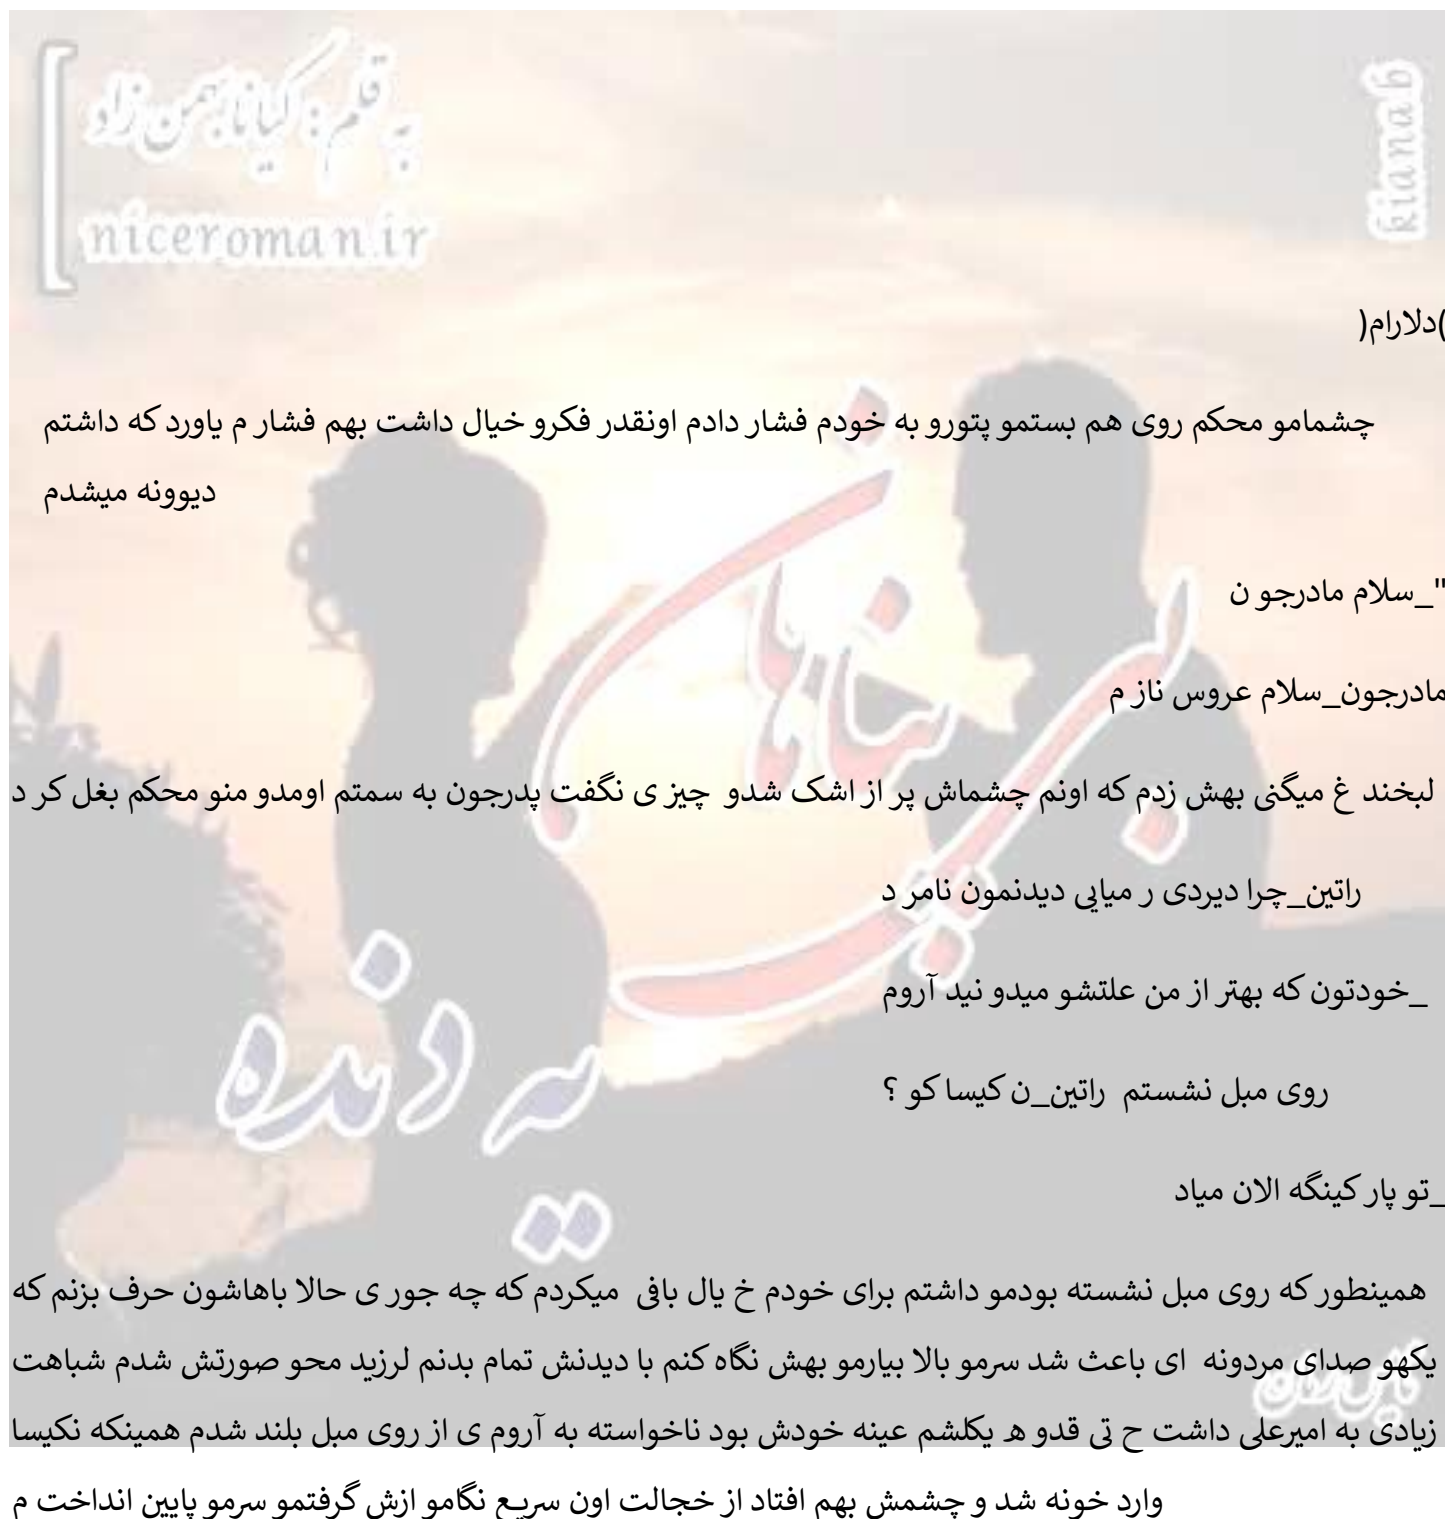 به قلم: کیانا بهمن زاد
niceroman.ir
kiana.b
)دلارام(
چشمامو محکم روی هم بستمو پتورو به خودم فشار دادم اونقدر فکرو خیال داشت بهم فشار م یاورد که داشتم
دیوونه میشدم
"_سلام مادرجو ن
مادرجون_سلام عروس ناز م
لبخند غ میگنی بهش زدم که اونم چشماش پر از اشک شدو چیز ی نگفت پدرجون به سمتم اومدو منو محکم بغل کر د
راتین_چرا دیردی ر میایی دیدنمون نامر د
_خودتون که بهتر از من علتشو میدو نید آروم
روی مبل نشستم راتین_ن کیسا کو ؟
_تو پار کینگه الان میاد
همینطور که روی مبل نشسته بودمو داشتم برای خودم خ یال بافی میکردم که چه جور ی حالا باهاشون حرف بزنم که
یکهو صدای مردونه ای باعث شد سرمو بالا بیارمو بهش نگاه کنم با دیدنش تمام بدنم لرزید محو صورتش شدم شباهت
زیادی به امیرعلی داشت ح تی قدو ه یکلشم عینه خودش بود ناخواسته به آروم ی از روی مبل بلند شدم همینکه نکیسا
وارد خونه شد و چشمش بهم افتاد از خجالت اون سریع نگامو ازش گرفتمو سرمو پایین انداخت م
پناهان
یه دنده